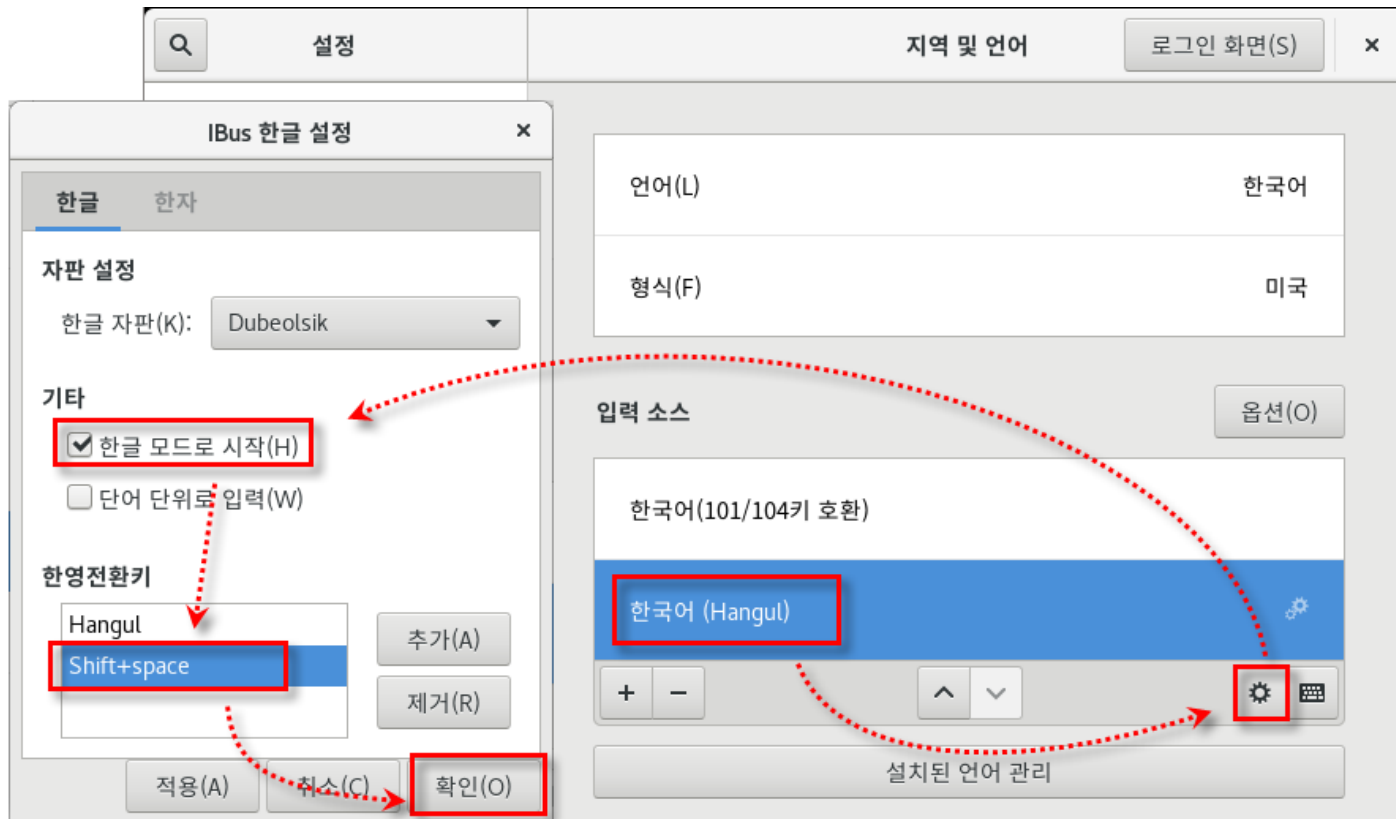 설정
지역 및 언어
로그인 화면(S)
IBus 한글 설정
한글
한자
자판 설정
한글 자판(K):
Dubeolsik
기타
한글 모드로 시작(H)
단어 단위로 입력(W)
한영전환키
Hangul
Shift+space
추가(A)
제거(R)
적용(A)
취소(C)
확인(O)
언어(L)
한국어
형식(F)
미국
입력 소스
옵션(O)
한국어(101/104키 호환)
한국어 (Hangul)
설치된 언어 관리